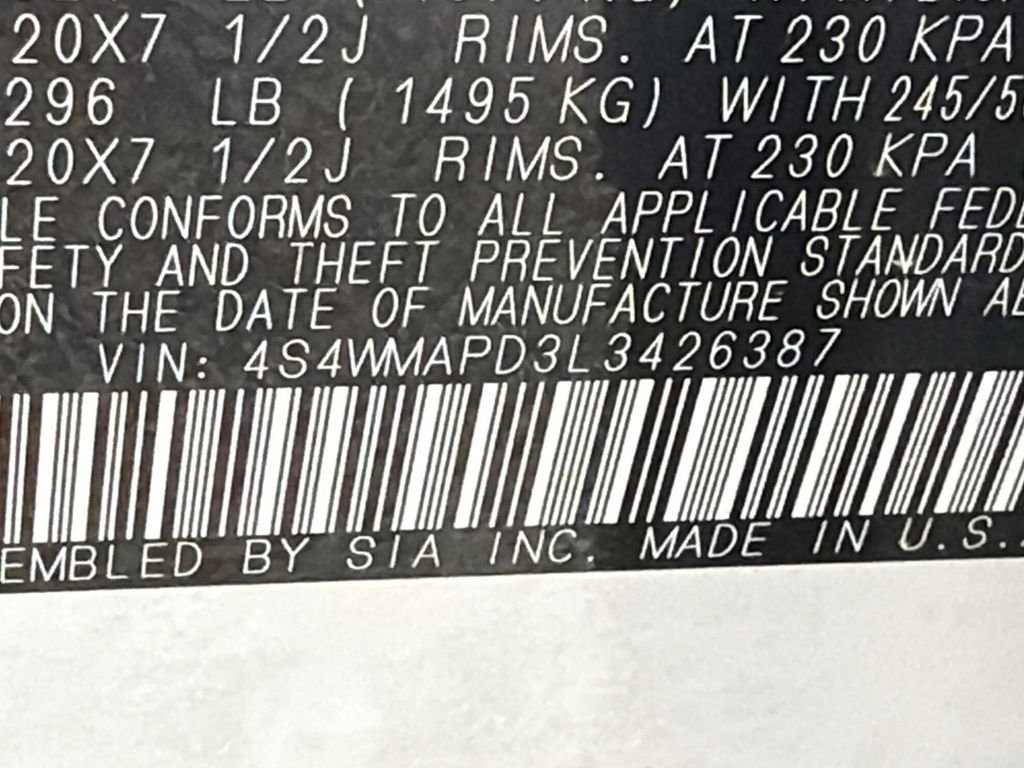 20X7 1/2J RIMS. AT 230 KPA
296 LB ( 1495 KG) WITH 245/5
20X7 1/2J RIMS. AT 230 KPA
LE CONFORMS TO ALL APPLICABLE FEDE
FETY AND THEFT PREVENTION STANDARD
ON THE DATE OF MANUFACTURE SHOWN AB
VIN: 4S4WMAPD3L3426387
EMBLED BY SIA INC. MADE IN U.S.